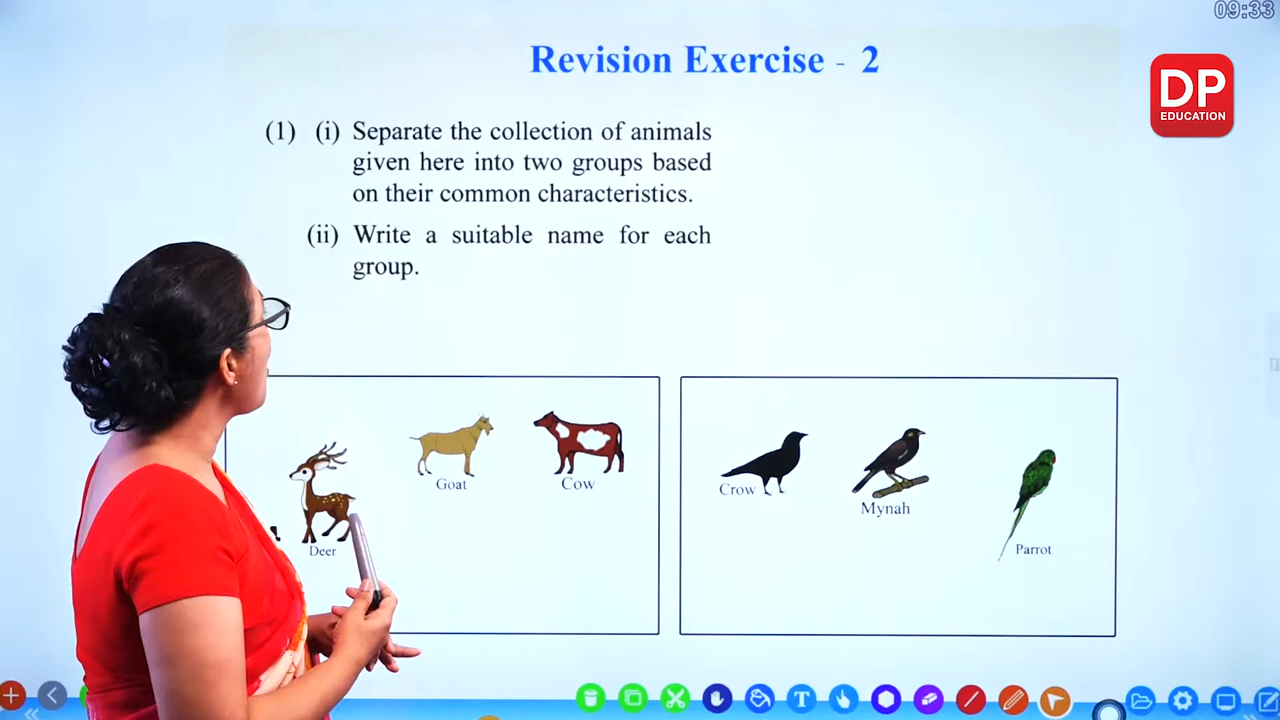 09:33
Revision Exercise - 2
DP
EDUCATION
(1) (i) Separate the collection of animals
given here into two groups based
on their common characteristics.
(ii) Write a suitable name for each
group.
Goat
Cow
Deer
Crow
Mynah
Parrot
T